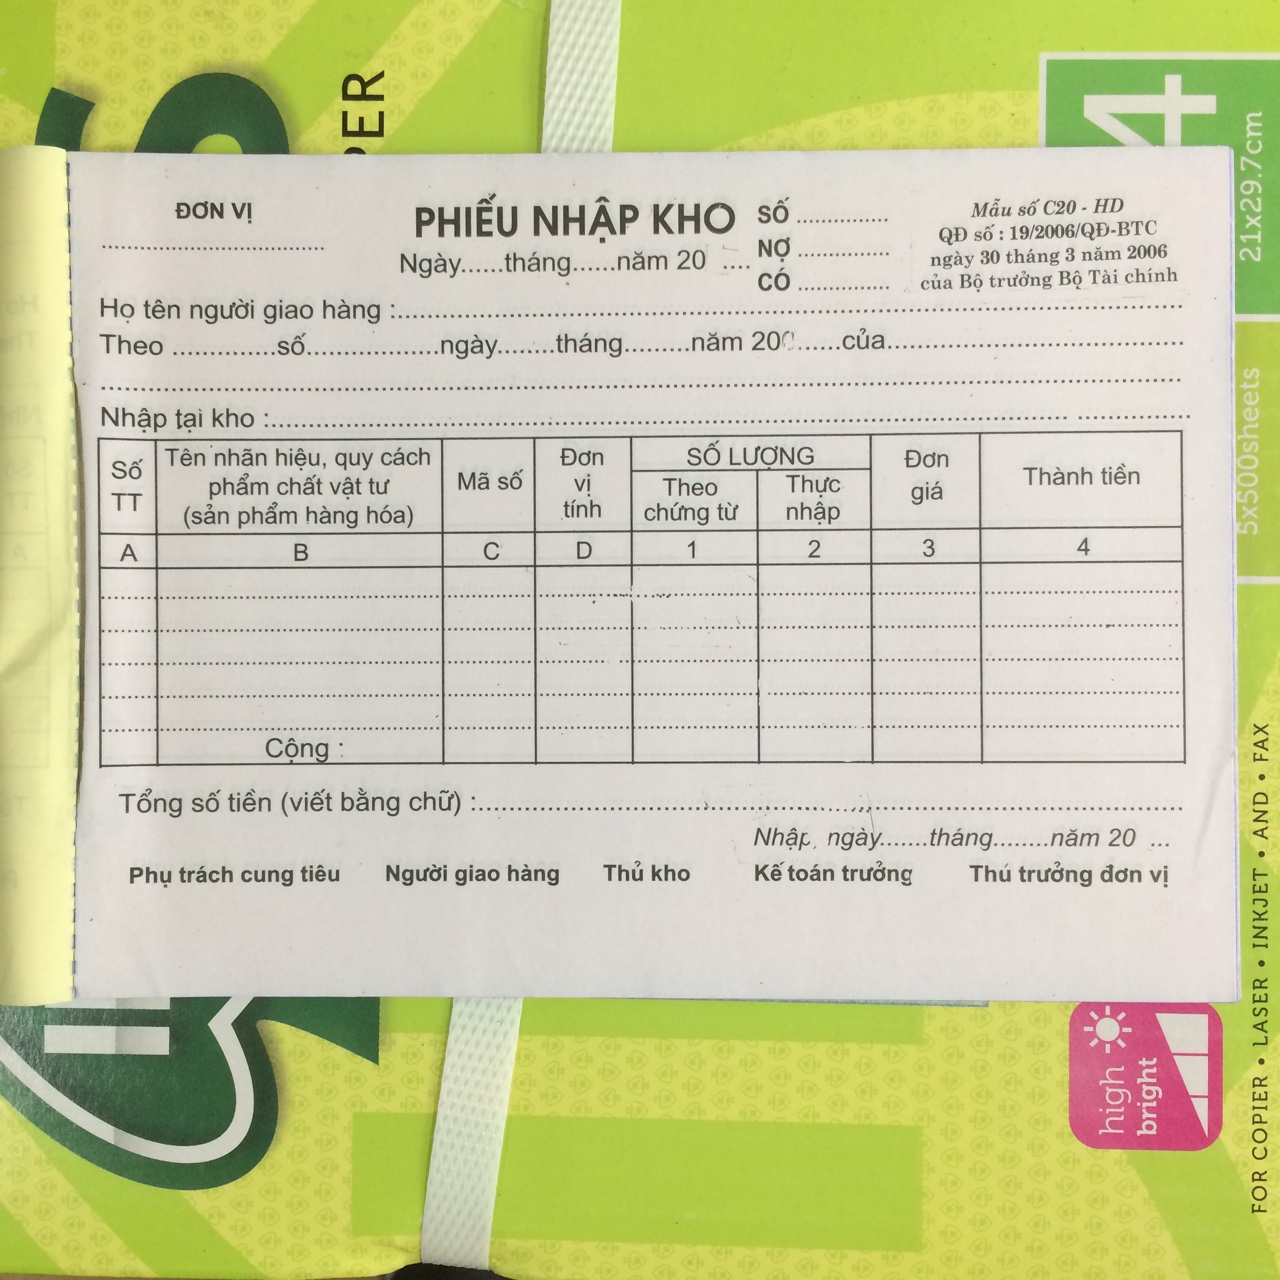 PER
4
21x29.7cm
5x500sheets
ĐƠN VỊ
..........................................
PHIẾU NHẬP KHO
Ngày......tháng......năm 20 ....
SỐ ................
NỢ ................
CÓ ................
Mẫu số C20 - HD
QĐ số : 19/2006/QĐ-BTC
ngày 30 tháng 3 năm 2006
của Bộ trưởng Bộ Tài chính
Họ tên người giao hàng :..........................................
Theo ..............số..................ngày........tháng.........năm 200......của..........................................
..........................................
Nhập tại kho :..........................................
Số TT
Tên nhãn hiệu, quy cách
phẩm chất vật tư
(sản phẩm hàng hóa)
Mã số
Đơn vị tính
SỐ LƯỢNG
Theo chứng từ
Thực nhập
Đơn giá
Thành tiền
A B C D 1 2 3 4
Cộng :
Tổng số tiền (viết bằng chữ) :..........................................
Nhập, ngày.......tháng........năm 20 ...
Phụ trách cung tiêu Người giao hàng Thủ kho Kế toán trưởng Thú trưởng đơn vị
high
bright
FOR COPIER • LASER • INKJET • AND • FAX